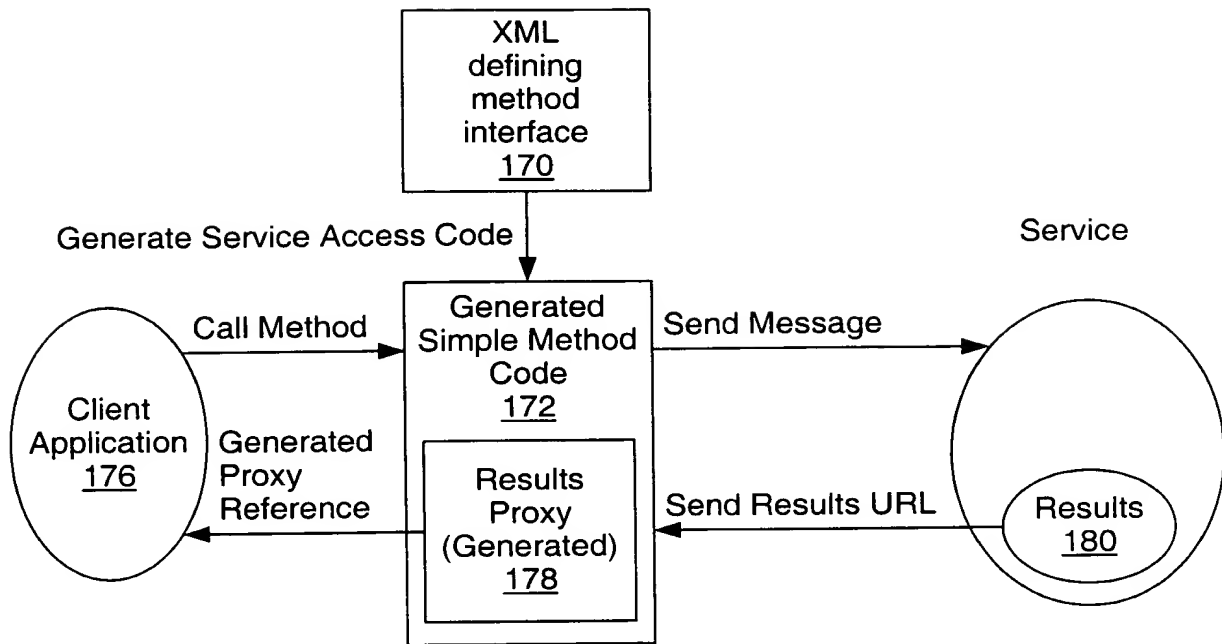 XML
defining
method
interface
170
Generate Service Access Code
Service
Call Method
Generated
Simple Method
Code
172
Send Message
Client
Application
176
Generated
Proxy
Reference
Results
Proxy
(Generated)
178
Send Results URL
Results
180